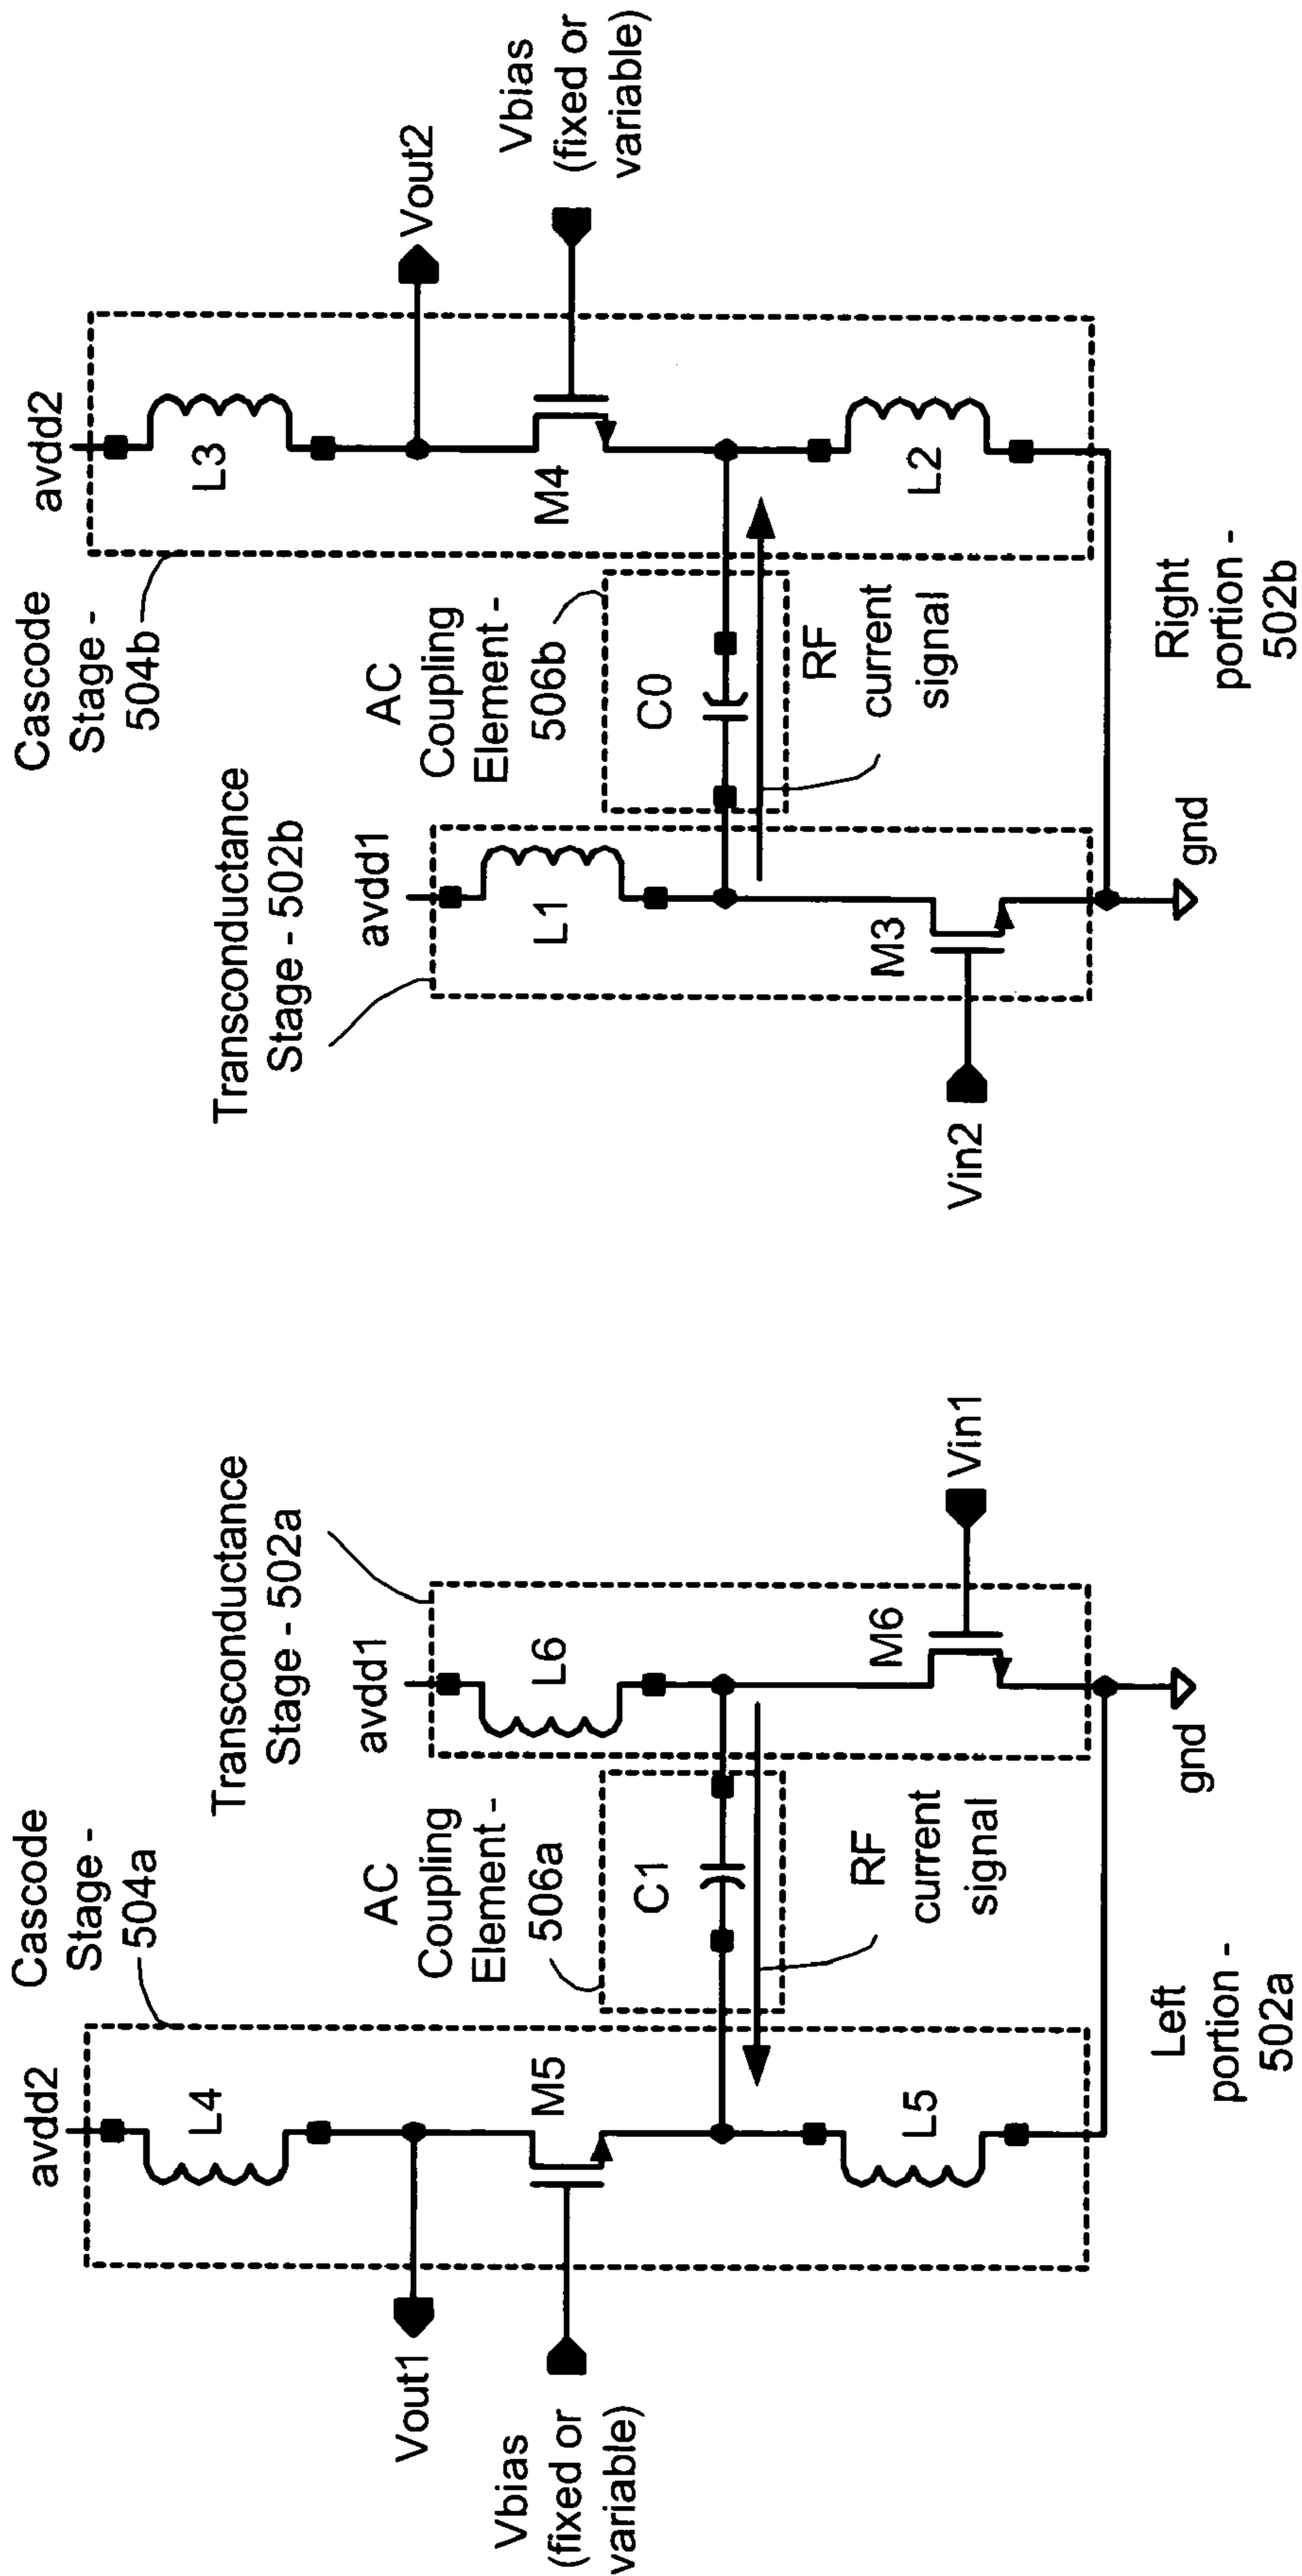 Cascode
Stage -
504a
Transconductance
Stage - 502a
avdd2
L4
Vout1
M5
Vbias
(fixed or
variable)
L5
AC
Coupling
Element -
506a
C1
RF
current
signal
avdd1
L6
M6
Vin1
gnd
Left
portion -
502a
Transconductance
Stage - 502b
Cascode
Stage -
504b
avdd1
L1
M3
Vin2
gnd
AC
Coupling
Element -
506b
C0
RF
current
signal
avdd2
L3
Vout2
M4
Vbias
(fixed or
variable)
L2
Right
portion -
502b